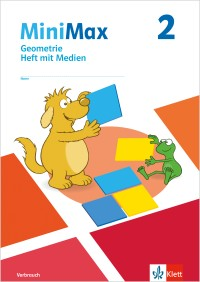 MiniMax 2
Geometrie
Heft mit Medien
Name:
Verbrauch
Klett